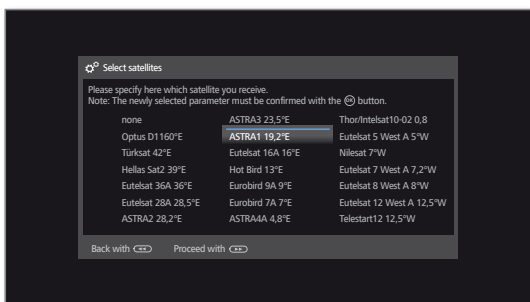 Select satellites
Please specify here which satellite you receive.
Note: The newly selected parameter must be confirmed with the OK button.
none ASTRA3 23,5°E Thor/Intelsat10-02 0,8
Optus D1160°E ASTRA1 19,2°E Eutelsat 5 West A 5°W
Türksat 42°E Eutelsat 16A 16°E Nilesat 7°W
Hellas Sat2 39°E Hot Bird 13°E Eutelsat 7 West A 7,2°W
Eutelsat 36A 36°E Eurobird 9A 9°E Eutelsat 8 West A 8°W
Eutelsat 28A 28,5°E Eurobird 7A 7°E Eutelsat 12 West A 12,5°W
ASTRA2 28,2°E ASTRA4A 4,8°E Telestart12 12,5°W
Back with Proceed with